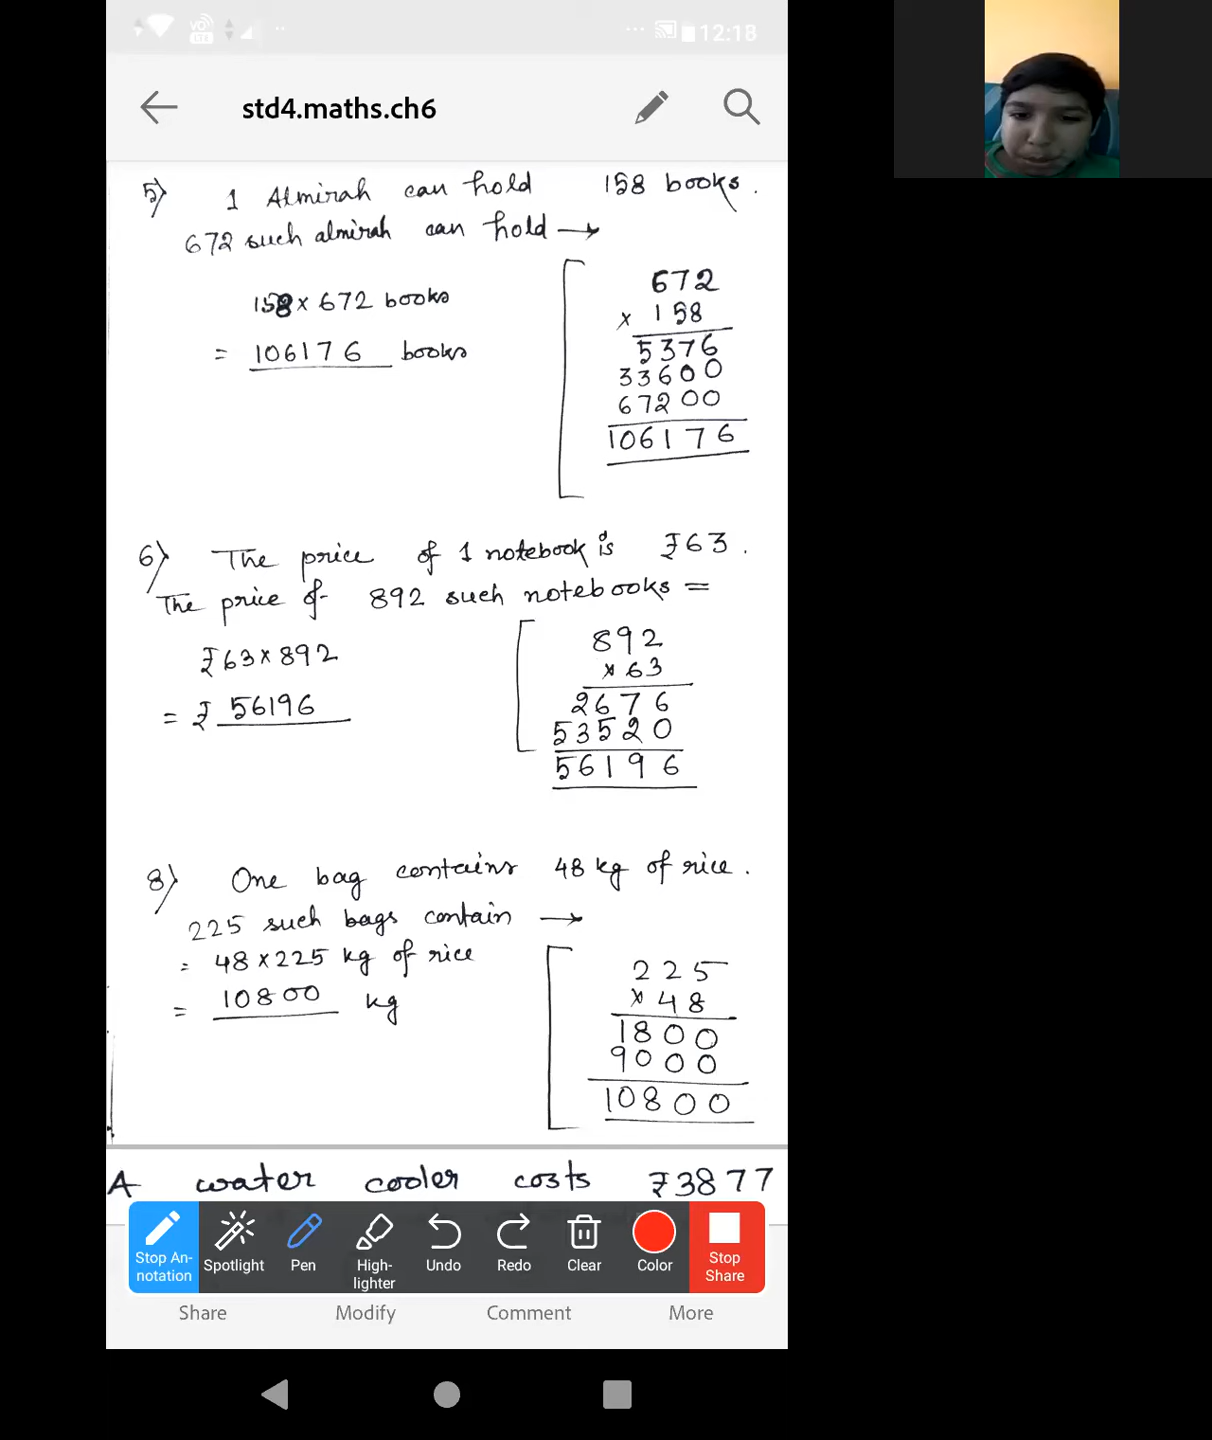 VO
LTE
12:18
std4.maths.ch6
5) 1 Almirah can hold 158 books.
672 such almirah can hold →
158 x 672 books
= 106176 books
672
x 158
5376
33600
67200
106176
6) The price of 1 notebook is ₹63.
The price of 892 such notebooks =
₹63 x 892
= ₹ 56196
892
x 63
2676
53520
56196
8) One bag contains 48 kg of rice.
225 such bags contain →
= 48 x 225 kg of rice
= 10800 kg
225
x 48
1800
9000
10800
A water cooler costs ₹3877
Stop An-
notation
Spotlight
Pen
High-
lighter
Undo
Redo
Clear
Color
Stop
Share
Share Modify Comment More